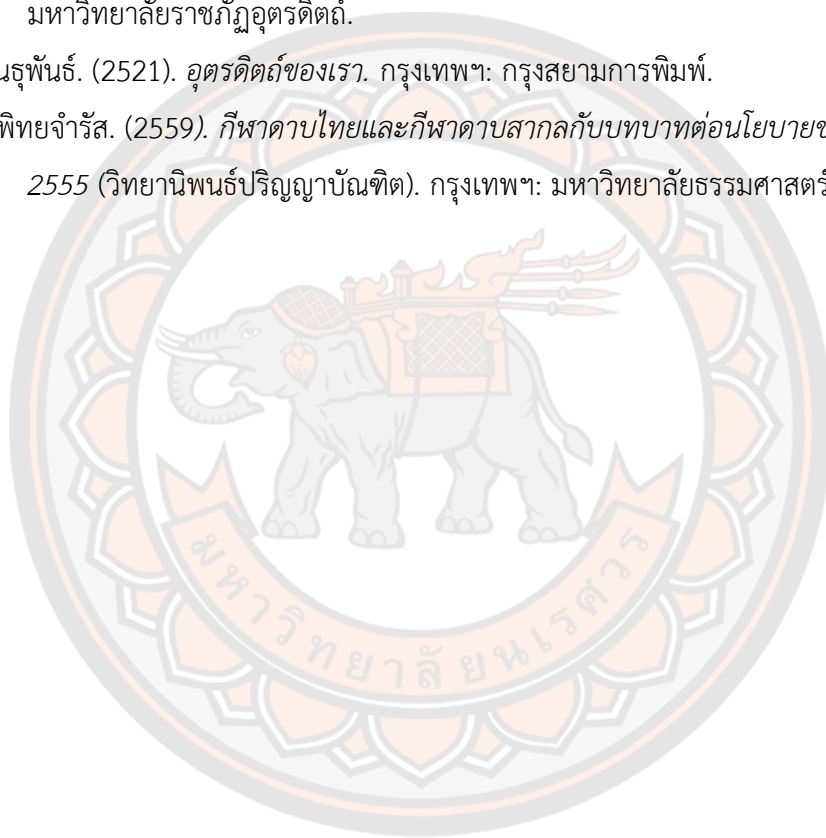 มหาวิทยาลัยราชภัฏอุตรดิตถ์.
นธุพันธ์. (2521). อุตรดิตถ์ของเรา. กรุงเทพฯ: กรุงสยามการพิมพ์.
พิทยจำรัส. (2559). กีฬาดาบไทยและกีฬาดาบสากลกับบทบาทต่อนโยบายข
2555 (วิทยานิพนธ์ปริญญาบัณฑิต). กรุงเทพฯ: มหาวิทยาลัยธรรมศาสตร์
มหาวิทยาลัยนเรศวร